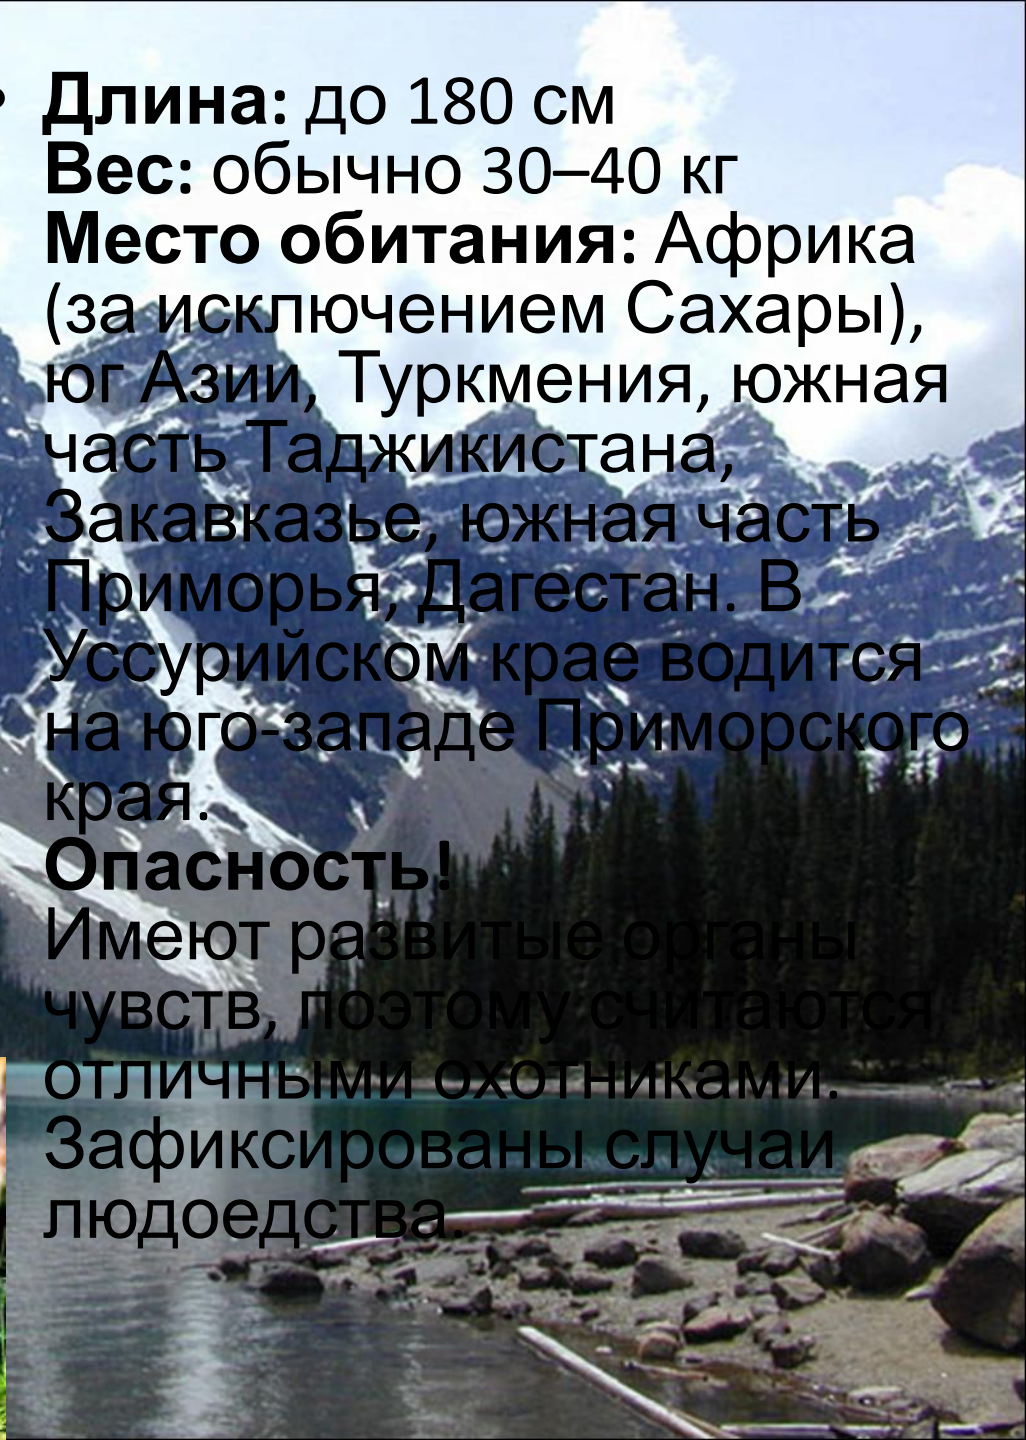 • Длина: до 180 см
Вес: обычно 30–40 кг
Место обитания: Африка
(за исключением Сахары),
юг Азии, Туркмения, южная
часть Таджикистана,
Закавказье, южная часть
Приморья, Дагестан. В
Уссурийском крае водится
на юго-западе Приморского
края.
Опасность!
Имеют развитые органы
чувств, поэтому считаются
отличными охотниками.
Зафиксированы случаи
людоедства.